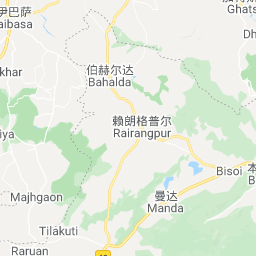 伊巴萨
aibasa
Ghats
Dh
khar
伯赫尔达
Bahalda
赖朗格普尔
Rairangpur
iya
Bisoi
曼达
Manda
Majhgaon
Tilakuti
Raruan